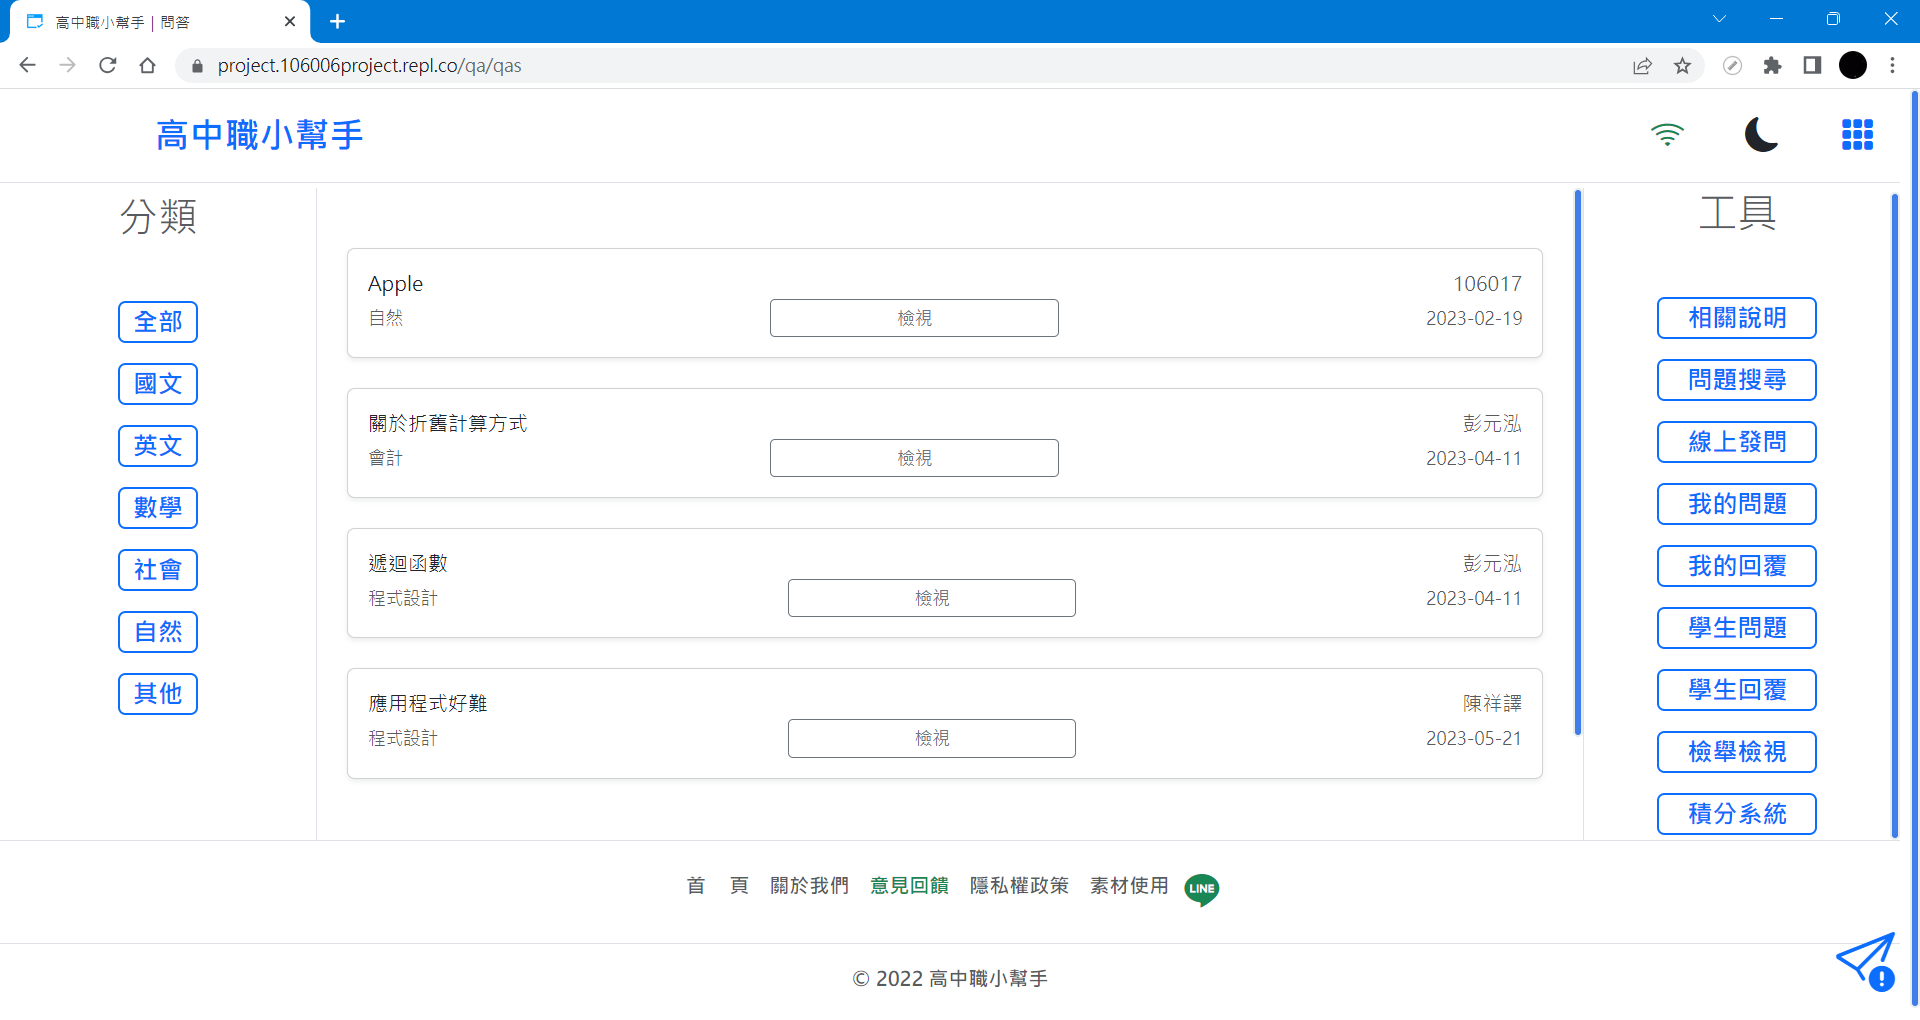 高中職小幫手 | 問答
project.106006project.repl.co/qa/qas
高中職小幫手
分類
全部
國文
英文
數學
社會
自然
其他
Apple
106017
自然
檢視
2023-02-19
關於折舊計算方式
彭元泓
會計
檢視
2023-04-11
遞迴函數
彭元泓
程式設計
檢視
2023-04-11
應用程式好難
陳祥譯
程式設計
檢視
2023-05-21
工具
相關說明
問題搜尋
線上發問
我的問題
我的回覆
學生問題
學生回覆
檢舉檢視
積分系統
首 頁 關於我們 意見回饋 隱私權政策 素材使用 LINE
© 2022 高中職小幫手